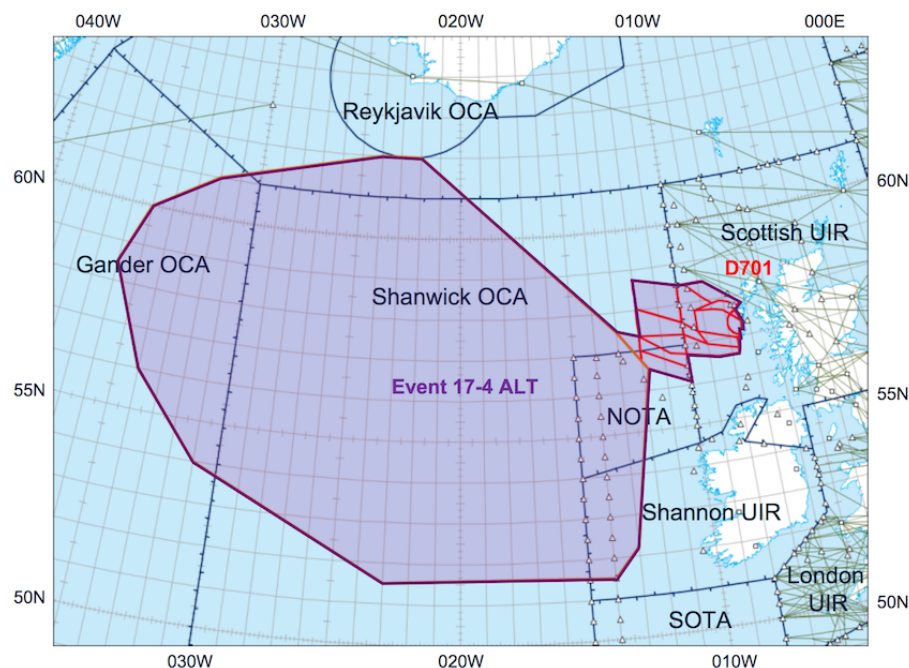 040W 030W 020W 010W 000E
Reykjavik OCA
60N 60N
Scottish UIR
Gander OCA D701
Shanwick OCA
Event 17-4 ALT
55N 55N
NOTA
Shannon UIR
London
UIR
50N 50N
SOTA
030W 020W 010W